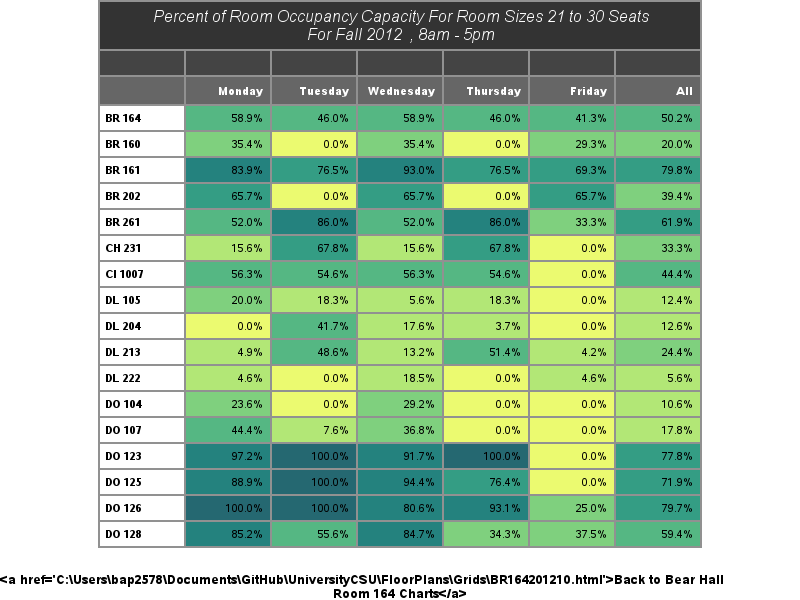 Percent of Room Occupancy Capacity For Room Sizes 21 to 30 Seats
For Fall 2012 , 8am - 5pm
Monday Tuesday Wednesday Thursday Friday All
BR 164 58.9% 46.0% 58.9% 46.0% 41.3% 50.2%
BR 160 35.4% 0.0% 35.4% 0.0% 29.3% 20.0%
BR 161 83.9% 76.5% 93.0% 76.5% 69.3% 79.8%
BR 202 65.7% 0.0% 65.7% 0.0% 65.7% 39.4%
BR 261 52.0% 86.0% 52.0% 86.0% 33.3% 61.9%
CH 231 15.6% 67.8% 15.6% 67.8% 0.0% 33.3%
CI 1007 56.3% 54.6% 56.3% 54.6% 0.0% 44.4%
DL 105 20.0% 18.3% 5.6% 18.3% 0.0% 12.4%
DL 204 0.0% 41.7% 17.6% 3.7% 0.0% 12.6%
DL 213 4.9% 48.6% 13.2% 51.4% 4.2% 24.4%
DL 222 4.6% 0.0% 18.5% 0.0% 4.6% 5.6%
DO 104 23.6% 0.0% 29.2% 0.0% 0.0% 10.6%
DO 107 44.4% 7.6% 36.8% 0.0% 0.0% 17.8%
DO 123 97.2% 100.0% 91.7% 100.0% 0.0% 77.8%
DO 125 88.9% 100.0% 94.4% 76.4% 0.0% 71.9%
DO 126 100.0% 100.0% 80.6% 93.1% 25.0% 79.7%
DO 128 85.2% 55.6% 84.7% 34.3% 37.5% 59.4%
<a href='C:\Users\bap2578\Documents\GitHub\UniversityCSU\FloorPlans\Grids\BR164201210.html'>Back to Bear Hall
Room 164 Charts</a>